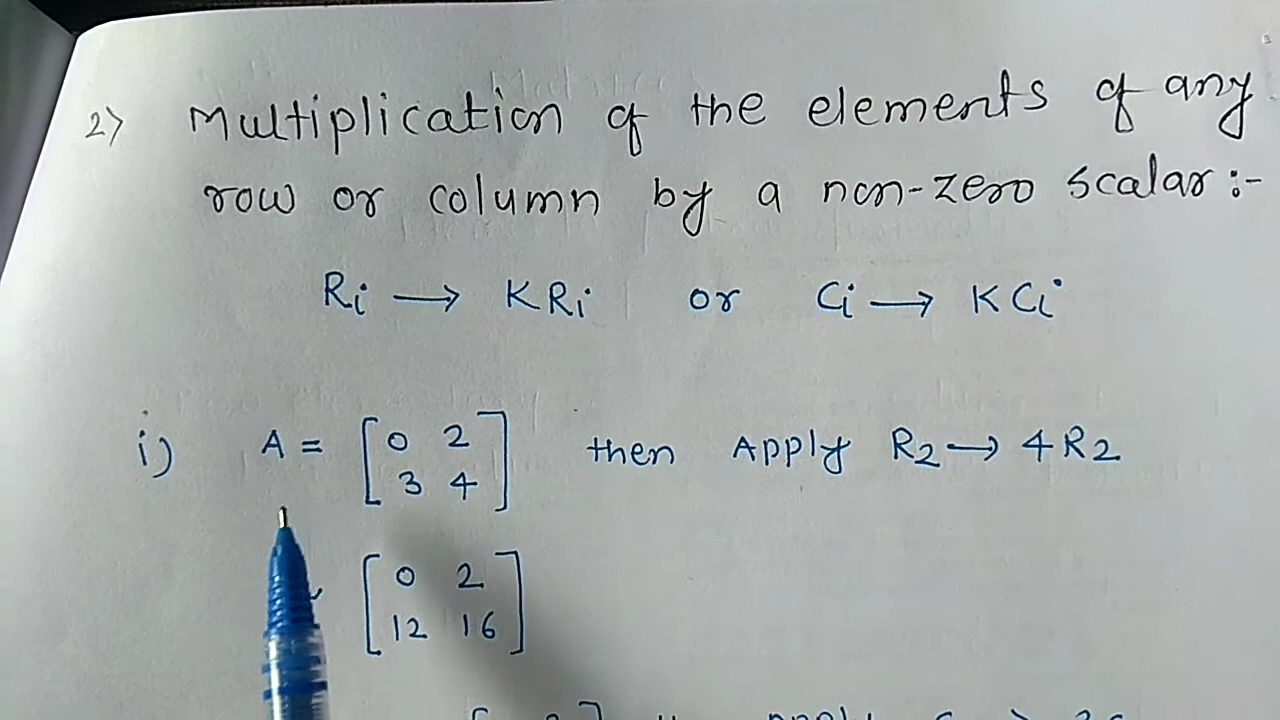 2) Multiplication of the elements of any
row or column by a non-zero scalar :-
Ri → KRi or Ci → KCi
i) A = [0 2
3 4] then Apply R2 → 4R2
[0 2
12 16]